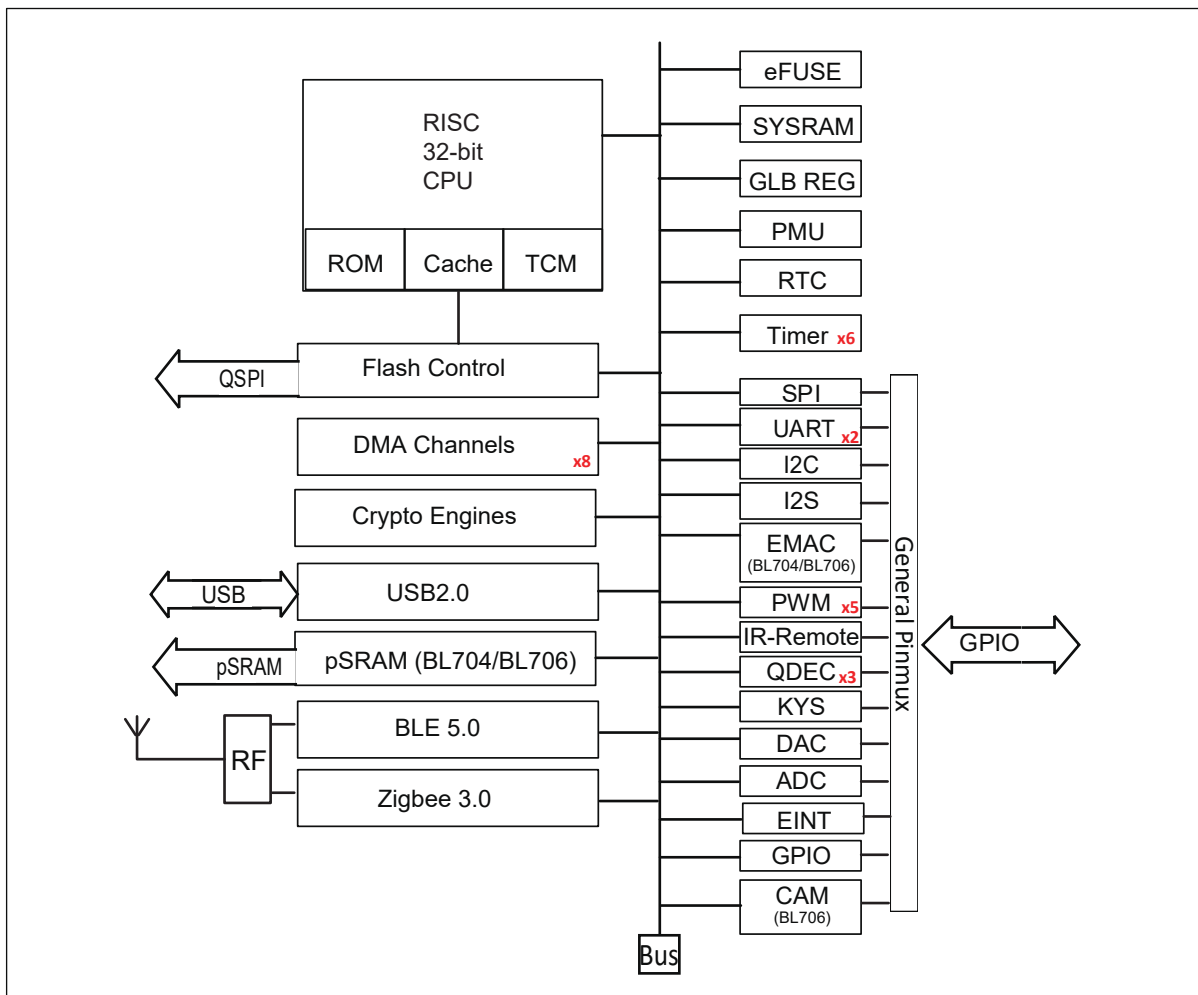 RISC
32-bit
CPU
ROM
Cache
TCM
QSPI
Flash Control
DMA Channels
x8
Crypto Engines
USB
USB2.0
pSRAM
pSRAM (BL704/BL706)
RF
BLE 5.0
Zigbee 3.0
Bus
eFUSE
SYSRAM
GLB REG
PMU
RTC
Timer x6
SPI
UART x2
I2C
I2S
EMAC
(BL704/BL706)
PWM x5
IR-Remote
QDEC x3
KYS
DAC
ADC
EINT
GPIO
CAM
(BL706)
General Pinmux
GPIO